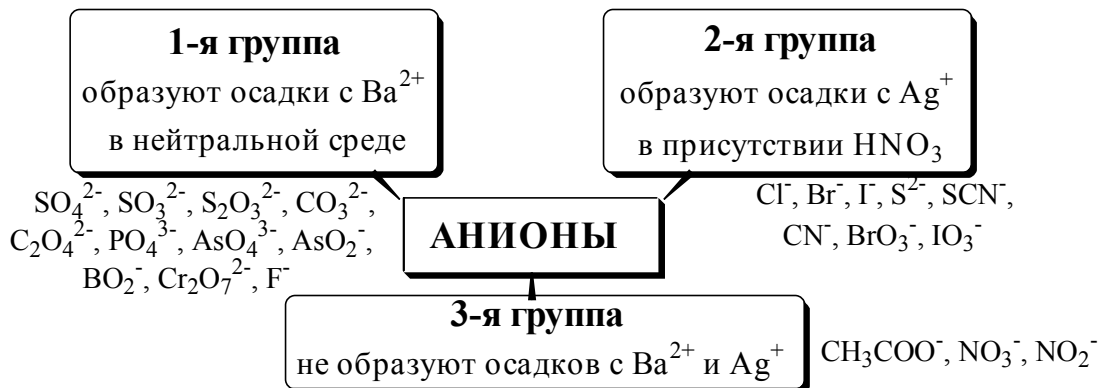 1-я группа
образуют осадки с Ba²⁺
в нейтральной среде
2-я группа
образуют осадки с Ag⁺
в присутствии HNO₃
SO₄²⁻, SO₃²⁻, S₂O₃²⁻, CO₃²⁻,
C₂O₄²⁻, PO₄³⁻, AsO₄³⁻, AsO₂⁻,
BO₂⁻, Cr₂O₇²⁻, F⁻
АНИОНЫ
Cl⁻, Br⁻, I⁻, S²⁻, SCN⁻,
CN⁻, BrO₃⁻, IO₃⁻
3-я группа
не образуют осадков с Ba²⁺ и Ag⁺
CH₃COO⁻, NO₃⁻, NO₂⁻